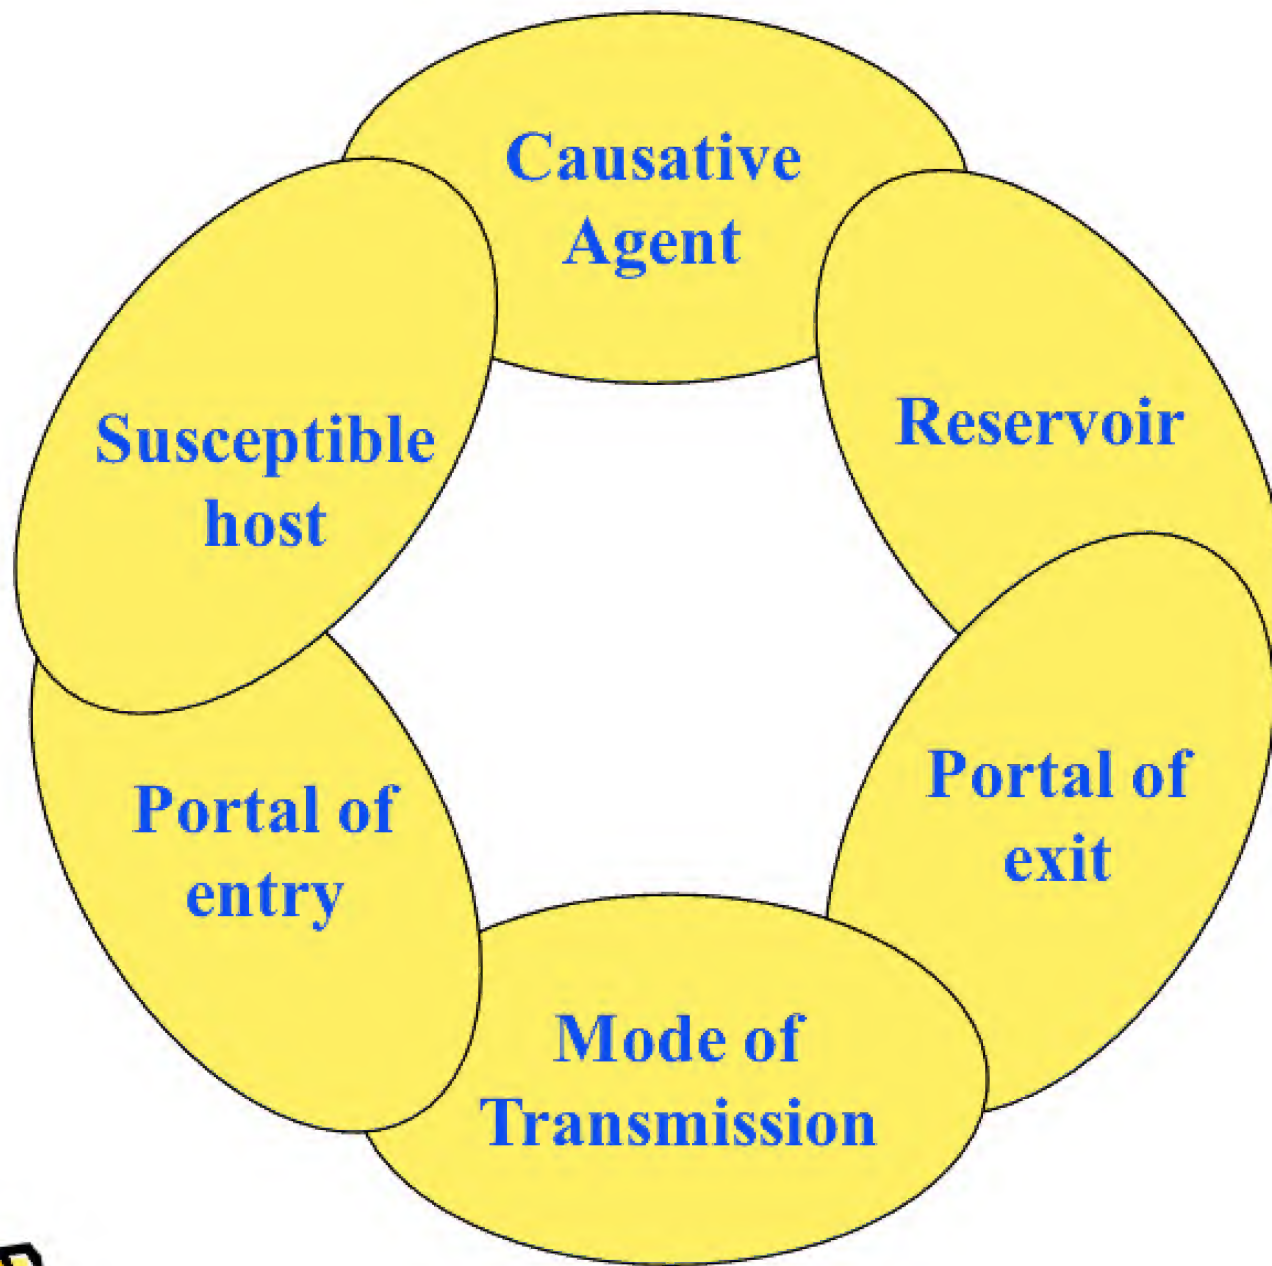 Causative
Agent
Reservoir
Portal of
exit
Mode of
Transmission
Portal of
entry
Susceptible
host